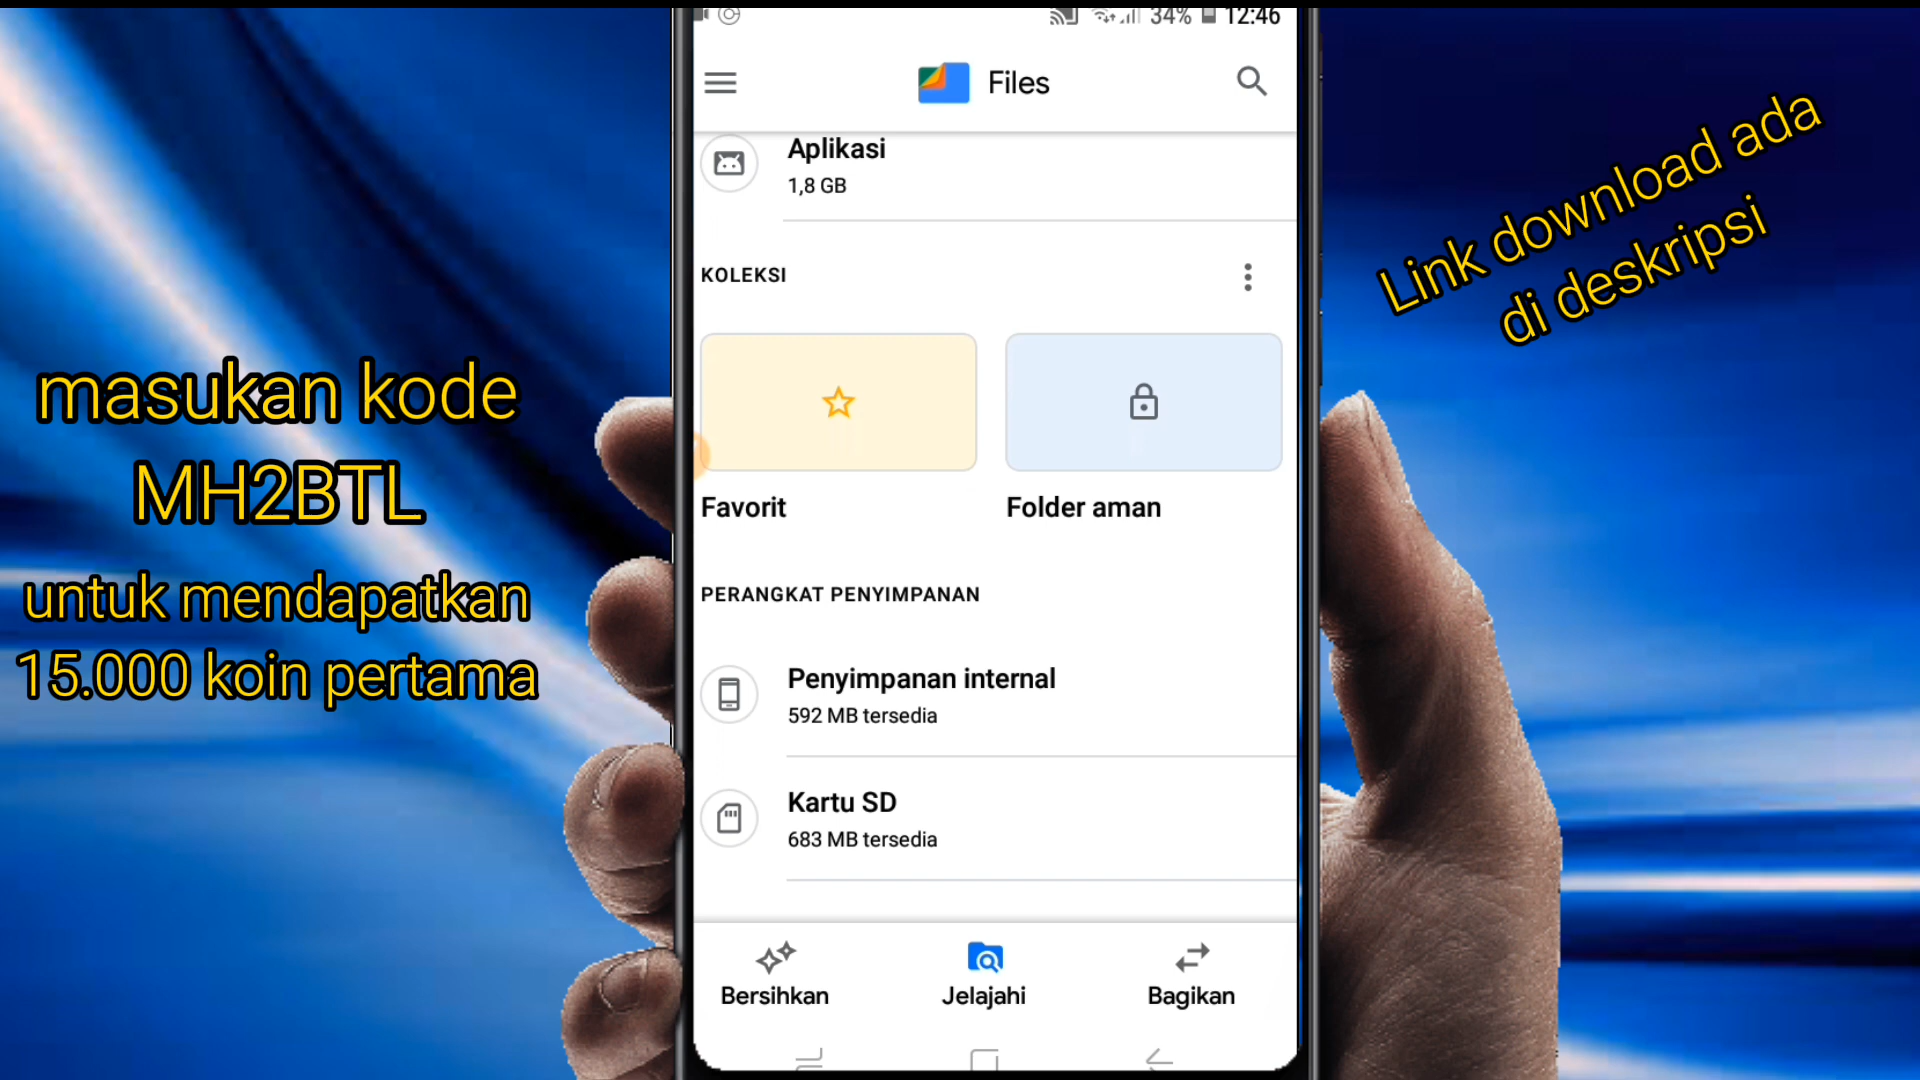 34% 12:46
Files
Aplikasi
1,8 GB
KOLEKSI
Favorit
Folder aman
PERANGKAT PENYIMPANAN
Penyimpanan internal
592 MB tersedia
Kartu SD
683 MB tersedia
Bersihkan
Jelajahi
Bagikan
masukan kode
MH2BTL
untuk mendapatkan
15.000 koin pertama
Link download ada
di deskripsi